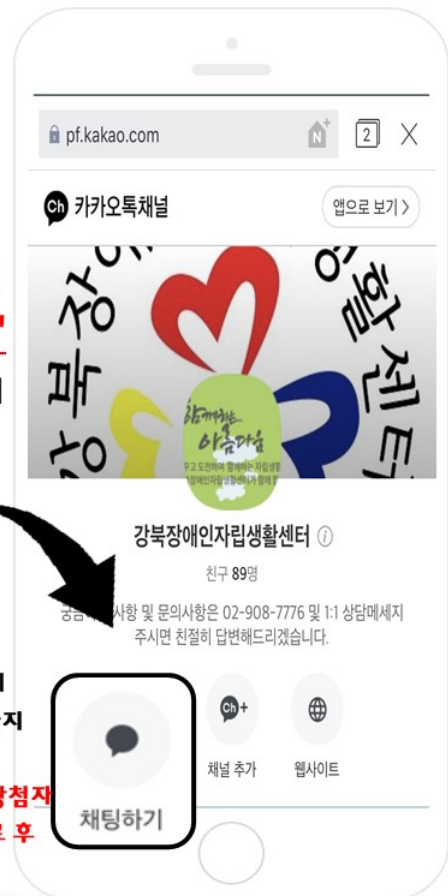 pf.kakao.com
N+
2
Ch 카카오톡채널
앱으로 보기 >
강북장애
생활센터
함께하는
아름다움
강북장애인자립생활센터
친구 89명
사항 및 문의사항은 02-908-7776 및 1:1 상담메세지
주시면 친절히 답변해드리겠습니다.
Ch+
채널 추가
웹사이트
채팅하기
지
당첨자
후